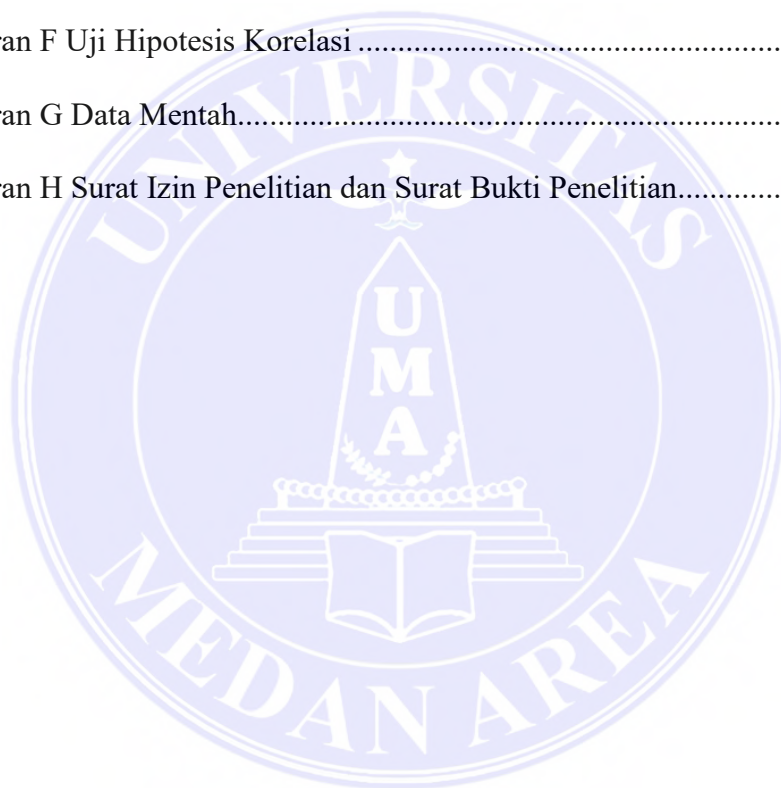 ran F Uji Hipotesis Korelasi ........................................................
ran G Data Mentah.......................................................................
ran H Surat Izin Penelitian dan Surat Bukti Penelitian.............
UNIVERSITAS
U
M
A
MEDAN AREA